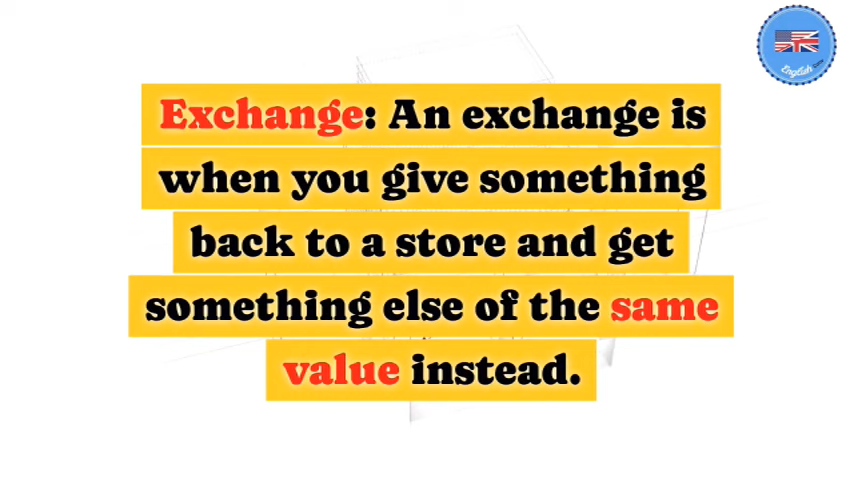 Exchange: An exchange is
when you give something
back to a store and get
something else of the same
value instead.
English